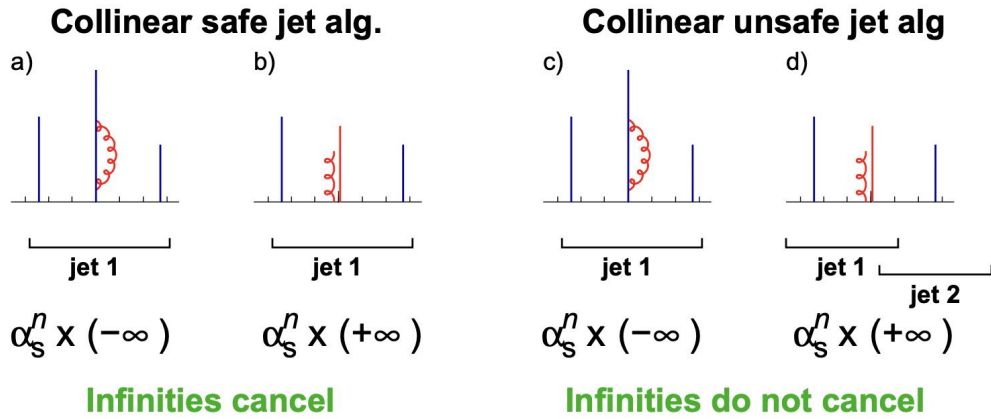 Collinear safe jet alg.
Collinear unsafe jet alg
a)
b)
c)
d)
jet 1
jet 1
jet 1
jet 1
jet 2
αₛⁿ x (−∞)
αₛⁿ x (+∞)
αₛⁿ x (−∞)
αₛⁿ x (+∞)
Infinities cancel
Infinities do not cancel